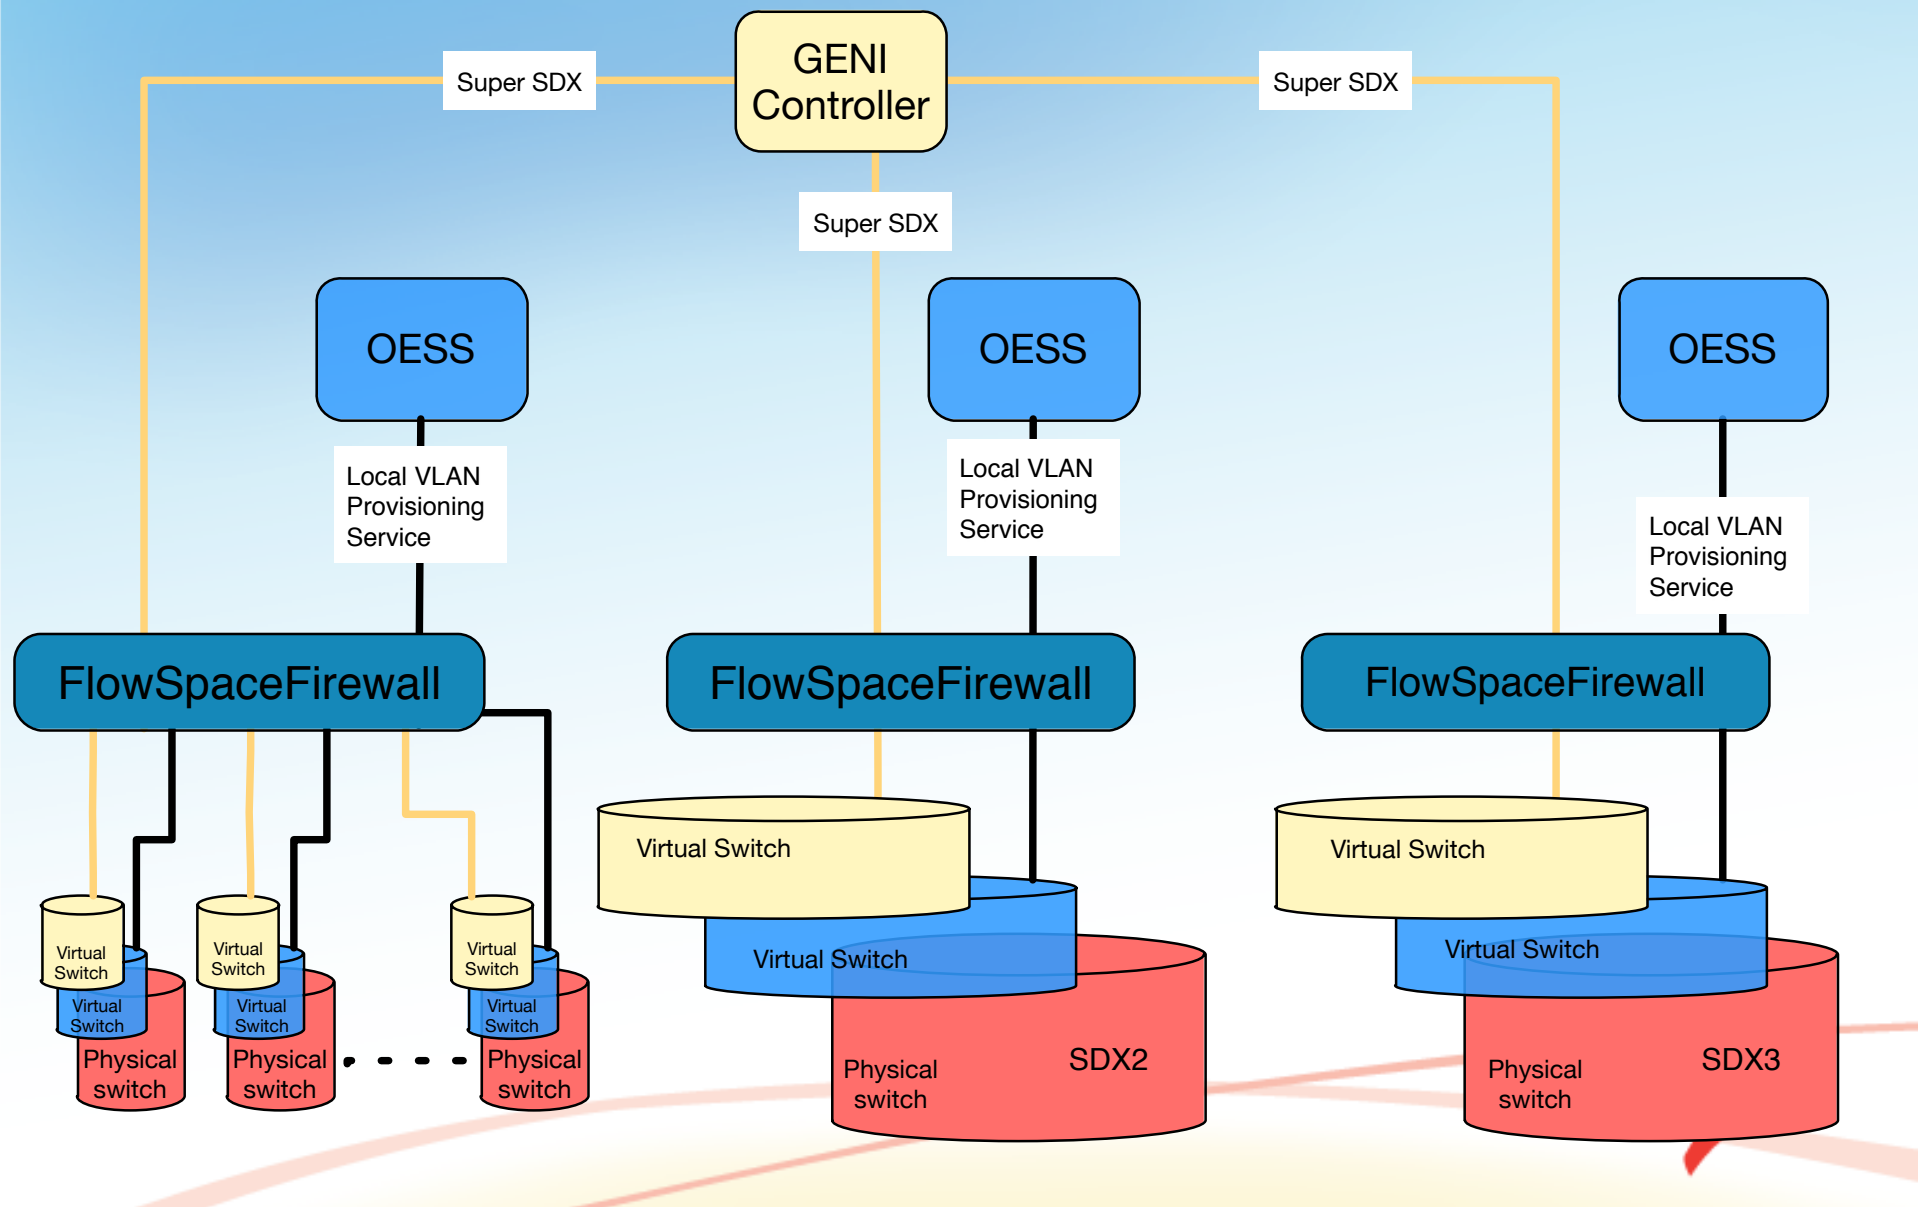 GENI
Controller
Super SDX
Super SDX
Super SDX
OESS
OESS
OESS
Local VLAN
Provisioning
Service
Local VLAN
Provisioning
Service
Local VLAN
Provisioning
Service
FlowSpaceFirewall
FlowSpaceFirewall
FlowSpaceFirewall
Virtual
Switch
Virtual
Switch
Physical
switch
Virtual
Switch
Virtual
Switch
Physical
switch
Virtual
Switch
Virtual
Switch
Physical
switch
Virtual Switch
Virtual Switch
Physical
switch
SDX2
Virtual Switch
Virtual Switch
Physical
switch
SDX3